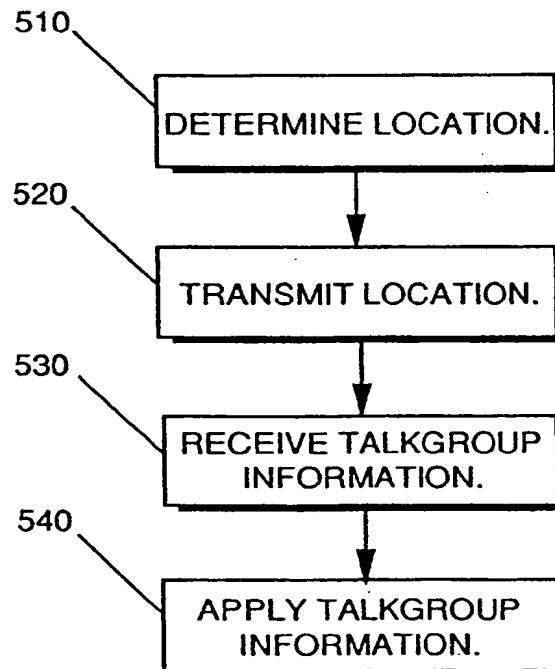 510
DETERMINE LOCATION.
520
TRANSMIT LOCATION.
530
RECEIVE TALKGROUP
INFORMATION.
540
APPLY TALKGROUP
INFORMATION.